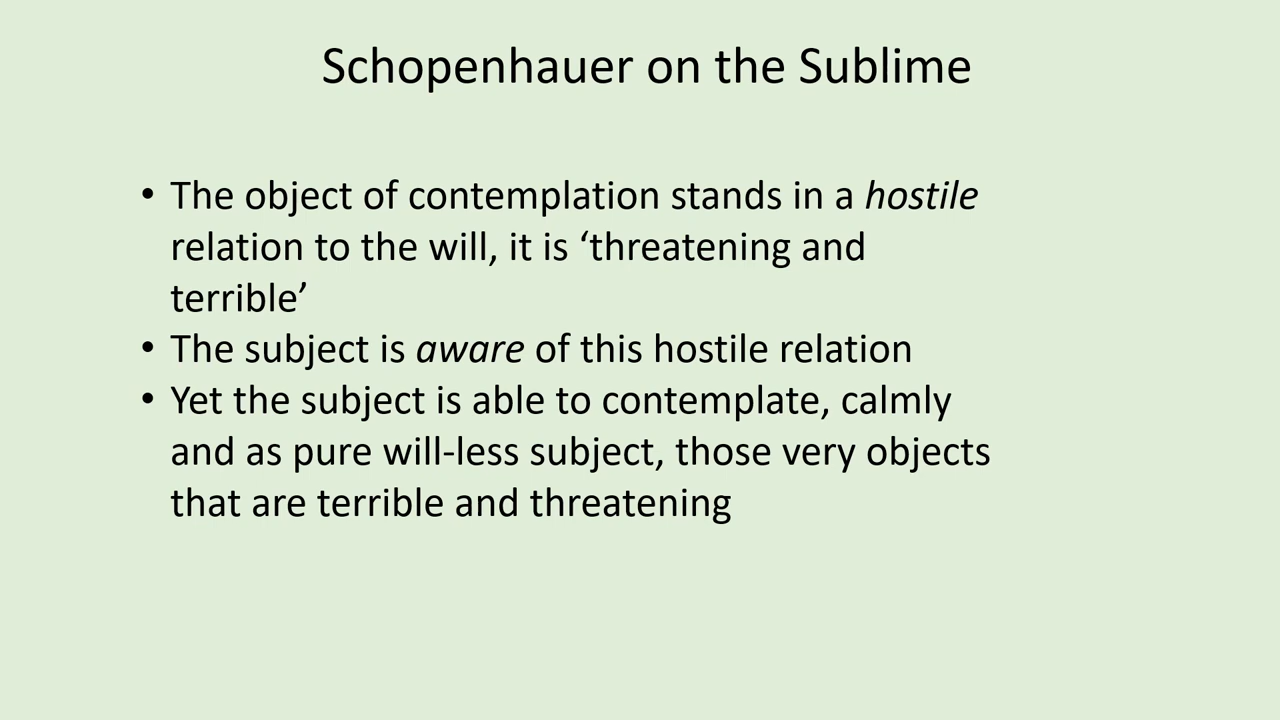 Schopenhauer on the Sublime
• The object of contemplation stands in a hostile
relation to the will, it is ‘threatening and
terrible’
• The subject is aware of this hostile relation
• Yet the subject is able to contemplate, calmly
and as pure will-less subject, those very objects
that are terrible and threatening